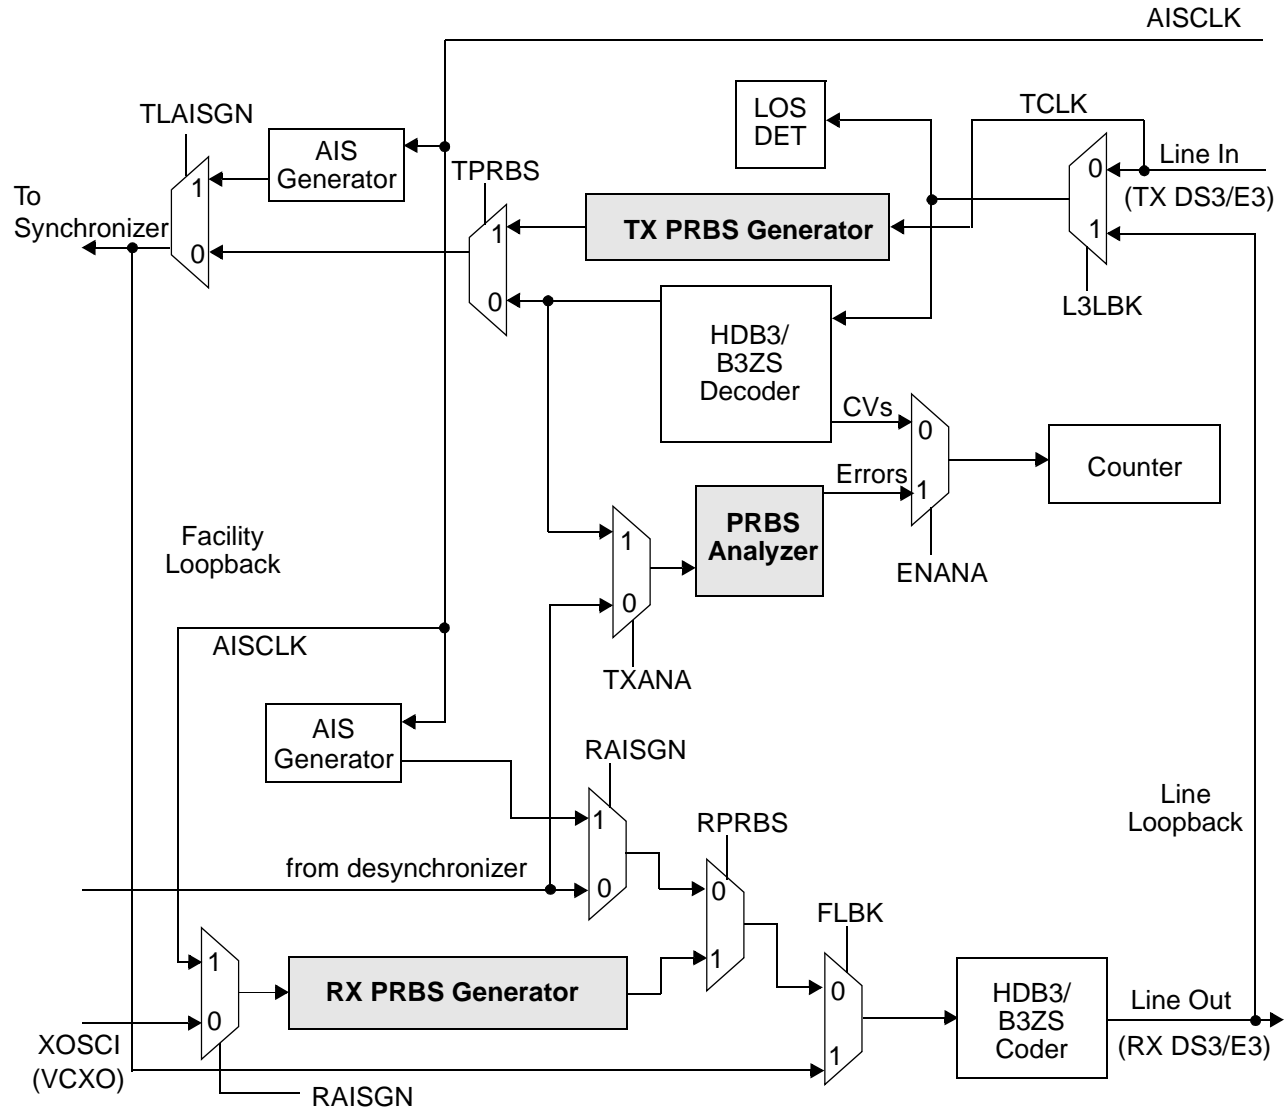 AISCLK
TLAISGN
LOS
DET
TCLK
AIS
Generator
TPRBS
0
Line In
(TX DS3/E3)
1
To
Synchronizer
TX PRBS Generator
1
1
0
0
L3LBK
HDB3/
B3ZS
Decoder
CVs
0
Counter
Errors
1
PRBS
Analyzer
Facility
Loopback
1
0
ENANA
AISCLK
TXANA
AIS
Generator
RAISGN
Line
Loopback
1
RPRBS
from desynchronizer
0
0
FLBK
1
1
RX PRBS Generator
0
HDB3/
B3ZS
Coder
Line Out
(RX DS3/E3)
0
XOSCI
(VCXO)
1
RAISGN